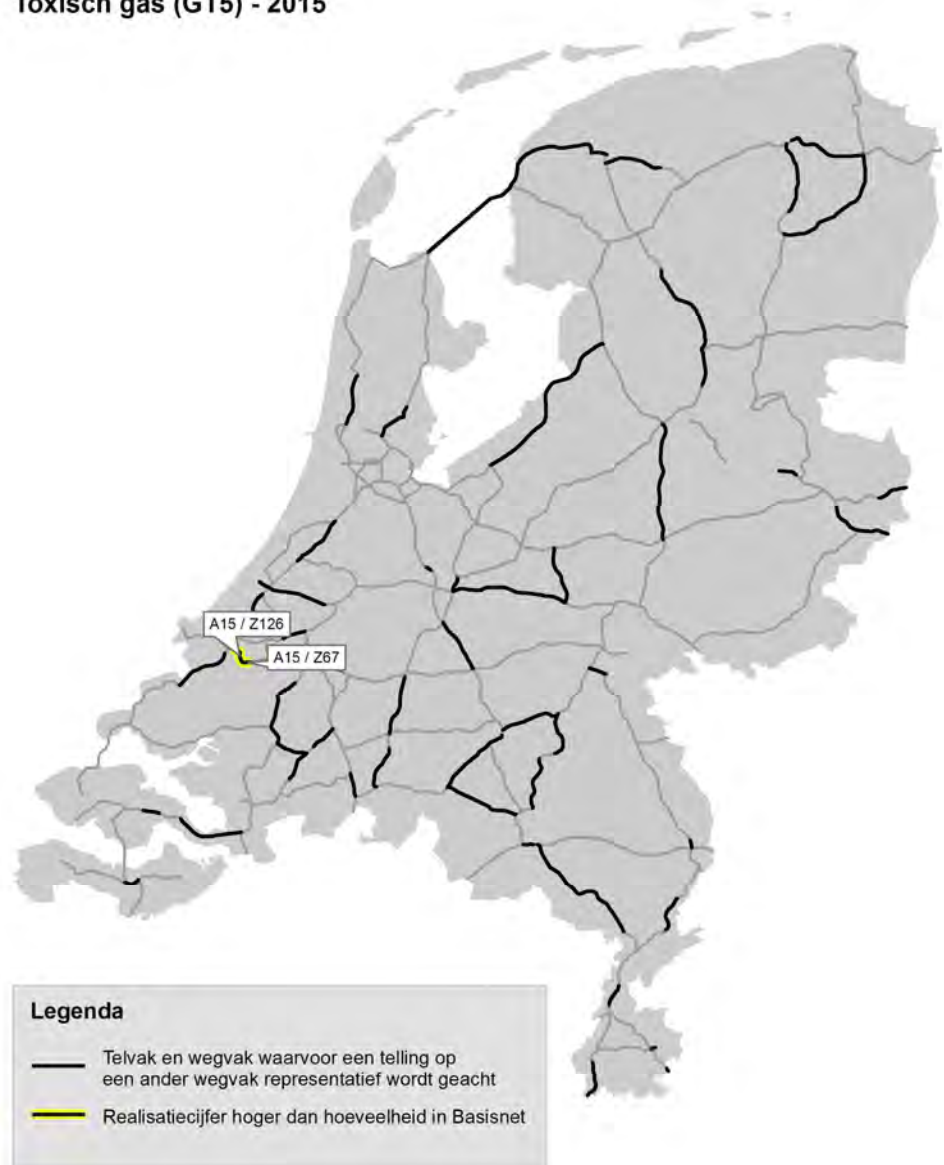 Toxisch gas (GT5) - 2015
A15 / Z126
A15 / Z67
Legenda
Telvak en wegvak waarvoor een telling op
een ander wegvak representatief wordt geacht
Realisatiecijfer hoger dan hoeveelheid in Basisnet